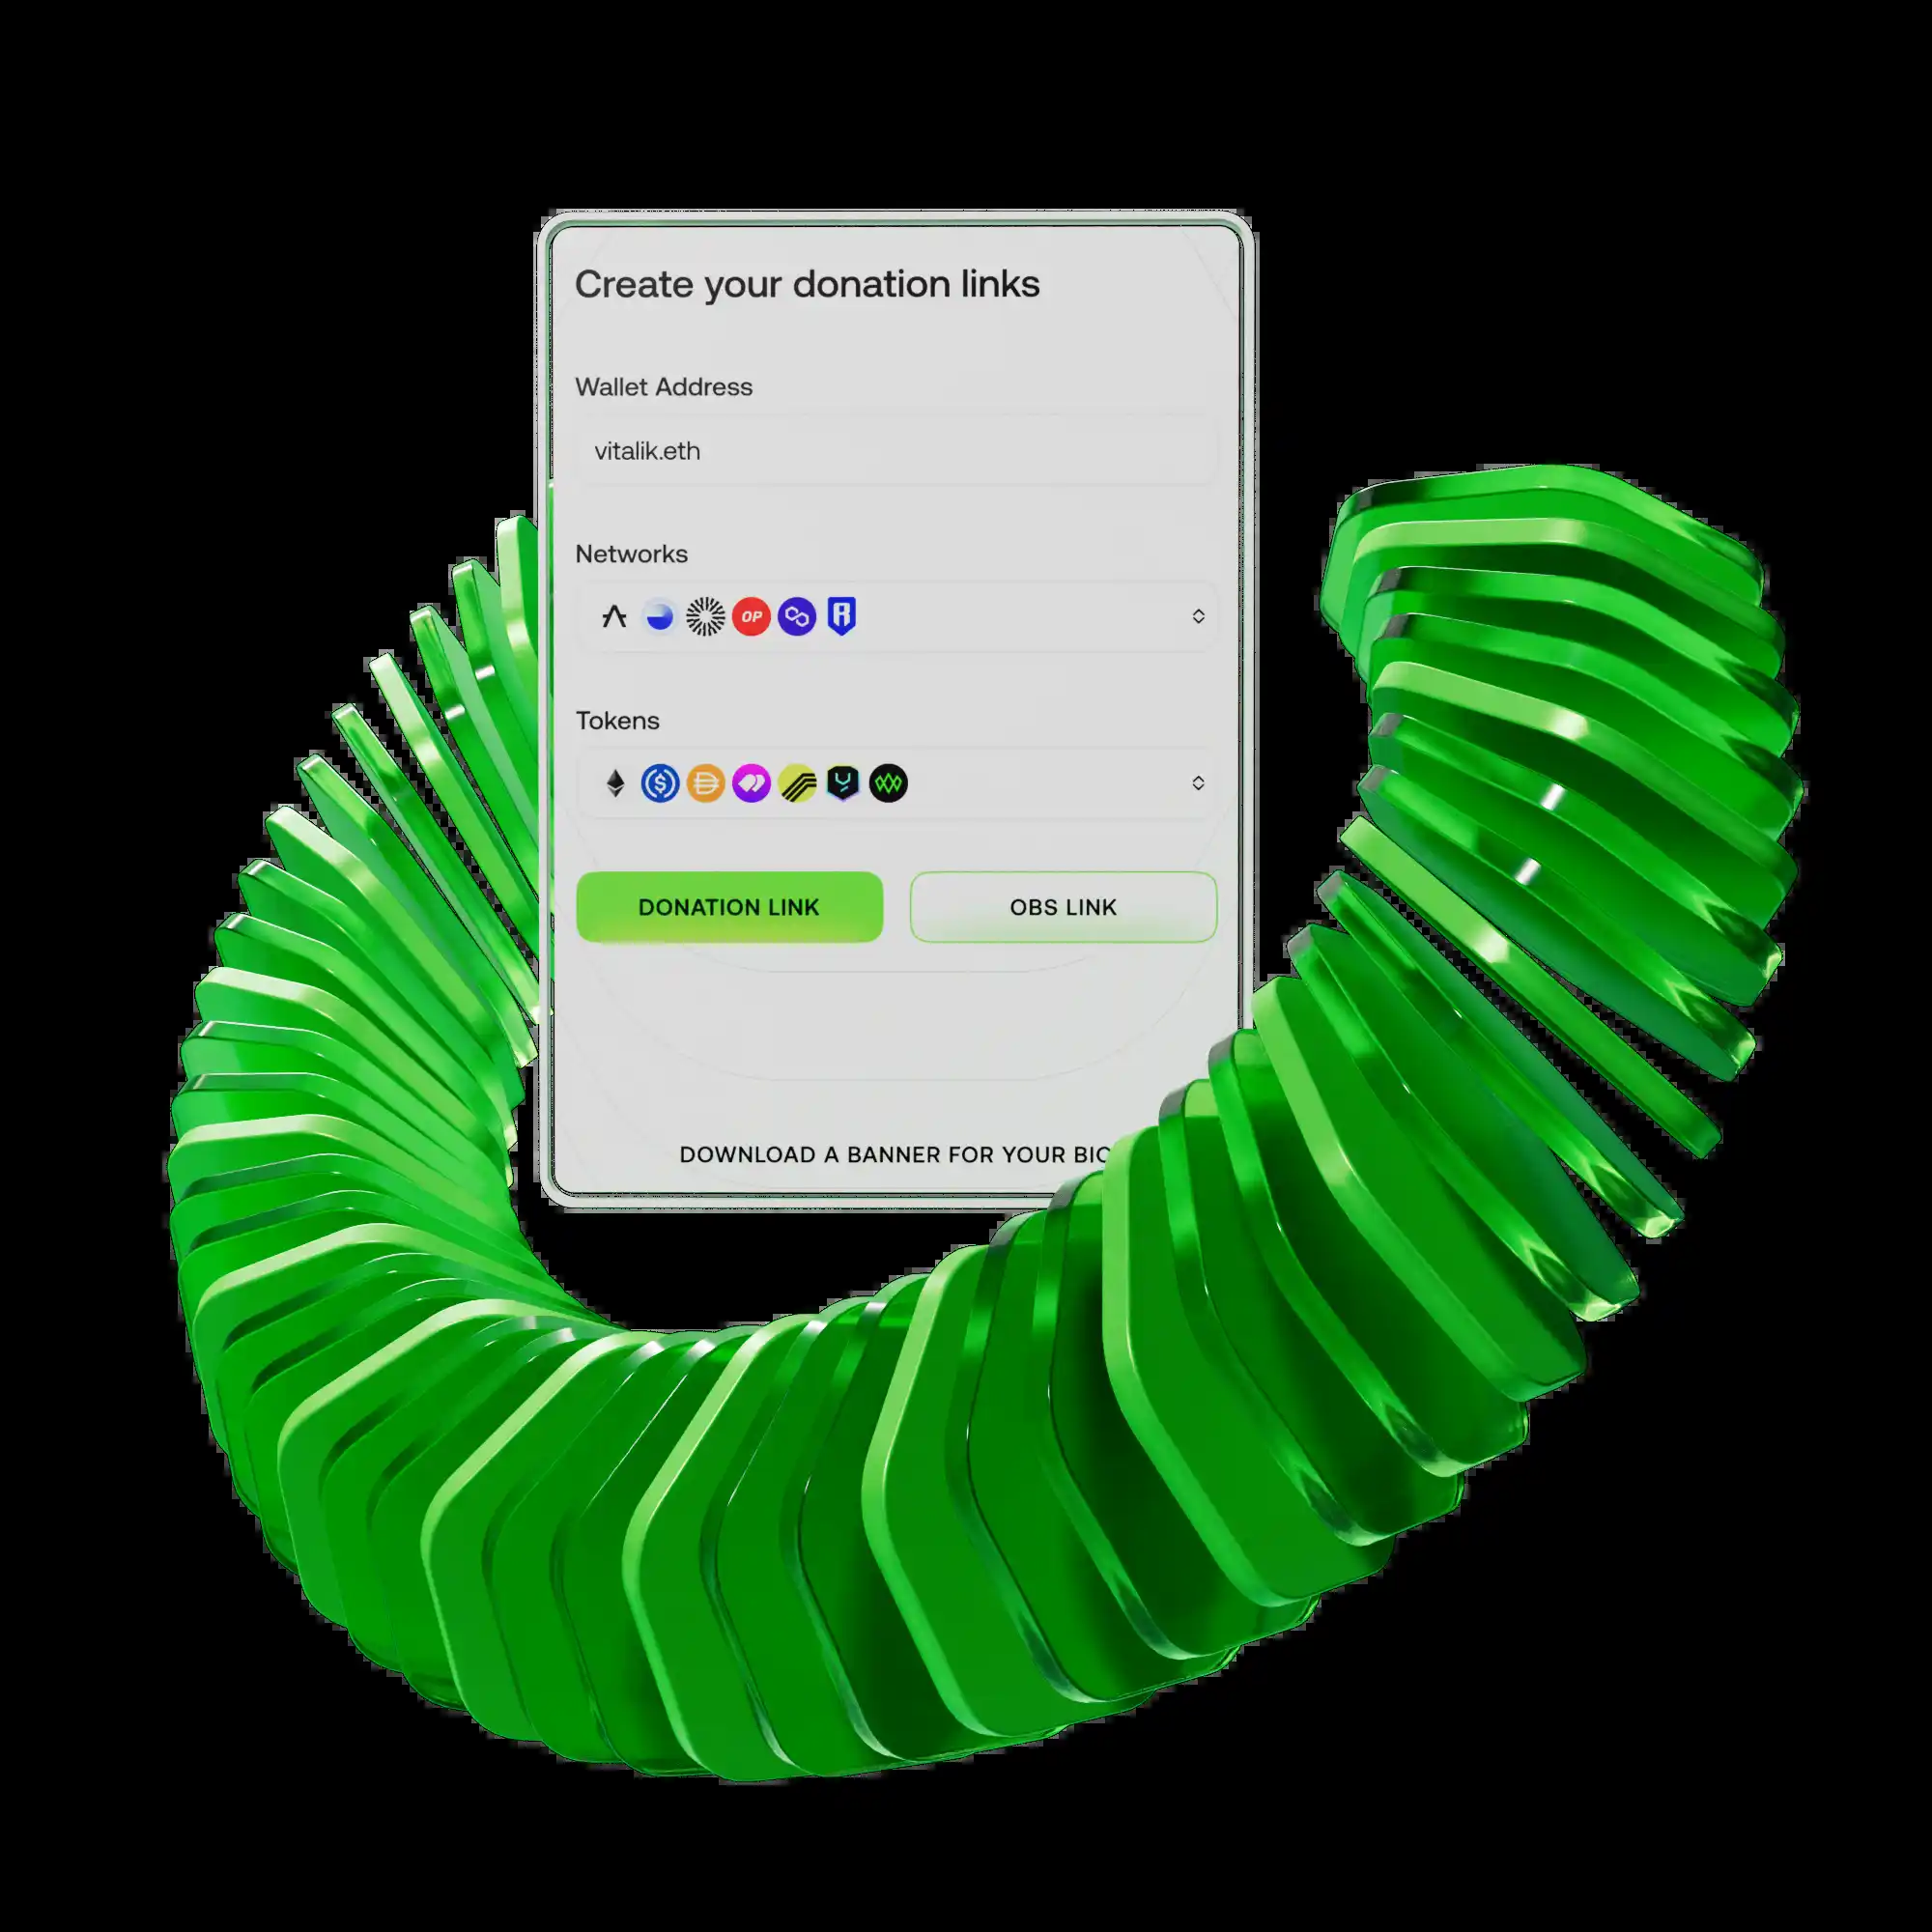 Create your donation links
Wallet Address
vitalik.eth
Networks
OP
Tokens
DONATION LINK
OBS LINK
DOWNLOAD A BANNER FOR YOUR BIO